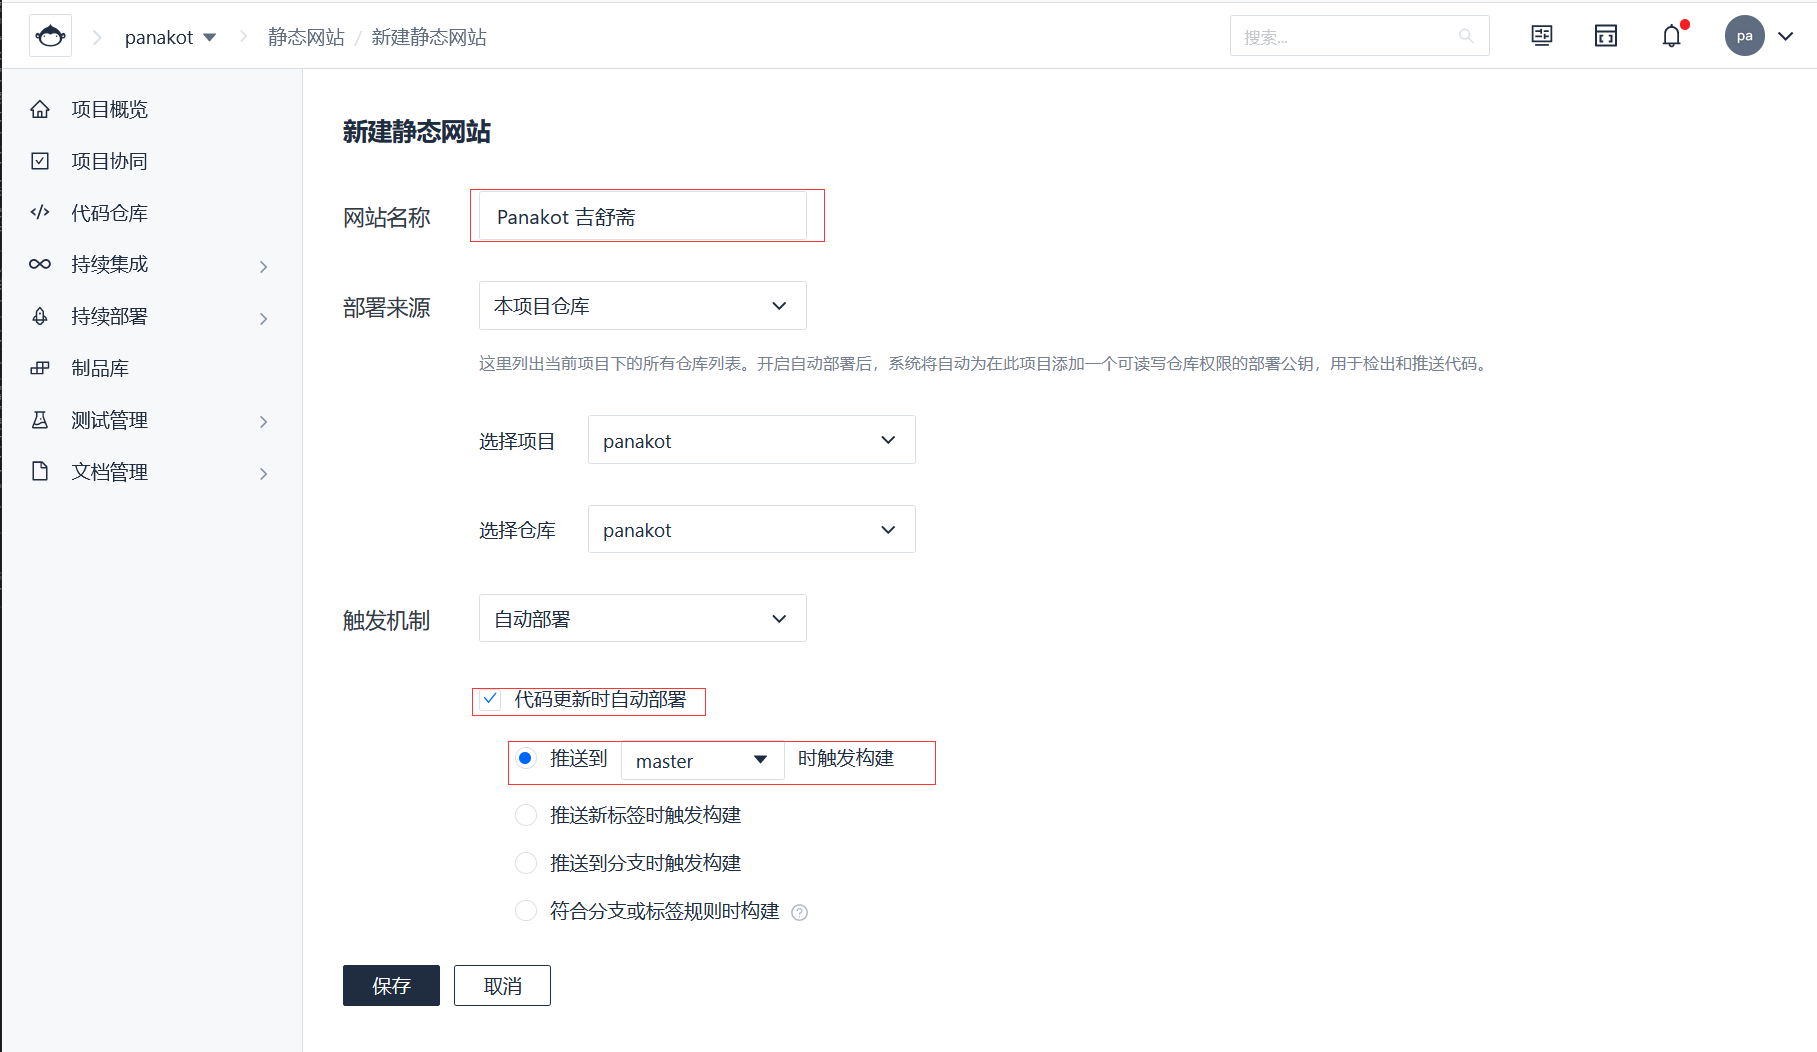 panakot
静态网站 / 新建静态网站
搜索...
pa
项目概览
项目协同
代码仓库
持续集成
持续部署
制品库
测试管理
文档管理
新建静态网站
网站名称
Panakot 吉舒斋
部署来源
本项目仓库
这里列出当前项目下的所有仓库列表。开启自动部署后，系统将自动为在此项目添加一个可读写仓库权限的部署公钥，用于检出和推送代码。
选择项目
panakot
选择仓库
panakot
触发机制
自动部署
代码更新时自动部署
推送到 master 时触发构建
推送新标签时触发构建
推送到分支时触发构建
符合分支或标签规则时构建 ?
保存
取消